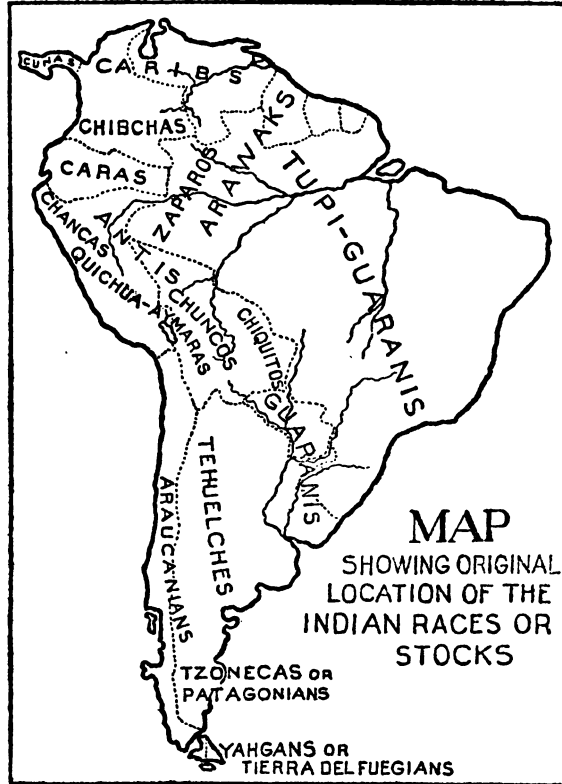 CUNAS
CARIBS
CHIBCHAS
CARAS
ZAPAROS
ARAWAKS
TUPI-GUARANIS
CHANCAS
ANTIS
QUICHUA-AYMARAS
CHUNCOS
CHIQUITOS
GUARANIS
TEHUELCHES
ARAUCANIANS
MAP
SHOWING ORIGINAL
LOCATION OF THE
INDIAN RACES OR
STOCKS
TZONECAS OR
PATAGONIANS
YAHGANS OR
TIERRA DEL FUEGIANS